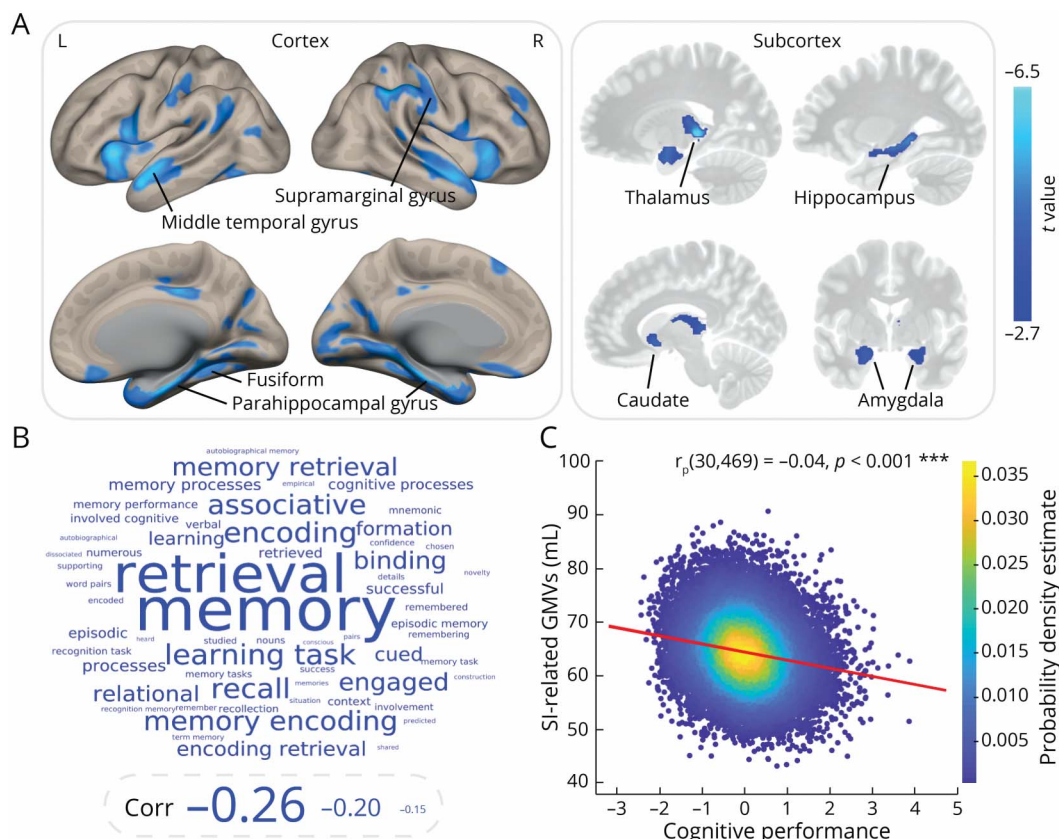 A
L Cortex R
Supramarginal gyrus
Middle temporal gyrus
Fusiform
Parahippocampal gyrus
Subcortex
Thalamus Hippocampus
Caudate Amygdala
−6.5
t value
−2.7
B
autobiographical memory
memory retrieval
memory processes empirical cognitive processes
memory performance associative mnemonic
involved cognitive verbal encoding formation
autobiographical learning confidence chosen
dissociated numerous retrieved binding
supporting retrieval details novelty
word pairs successful
encoded memory remembered
episodic episodic memory
heard studied nouns conscious pairs remembering
recognition task learning task cued memory task
processes memory tasks success construction
relational recall memories engaged
situation context involvement
recognition memory remember recollection predicted
memory encoding
term memory
encoding retrieval shared
Corr −0.26 −0.20 −0.15
C
r_p(30,469) = −0.04, p < 0.001 ***
SI-related GMVs (mL)
100
90
80
70
60
50
40
−3 −2 −1 0 1 2 3 4 5
Cognitive performance
0.035
0.030
0.025
0.020
0.015
0.010
0.005
Probability density estimate